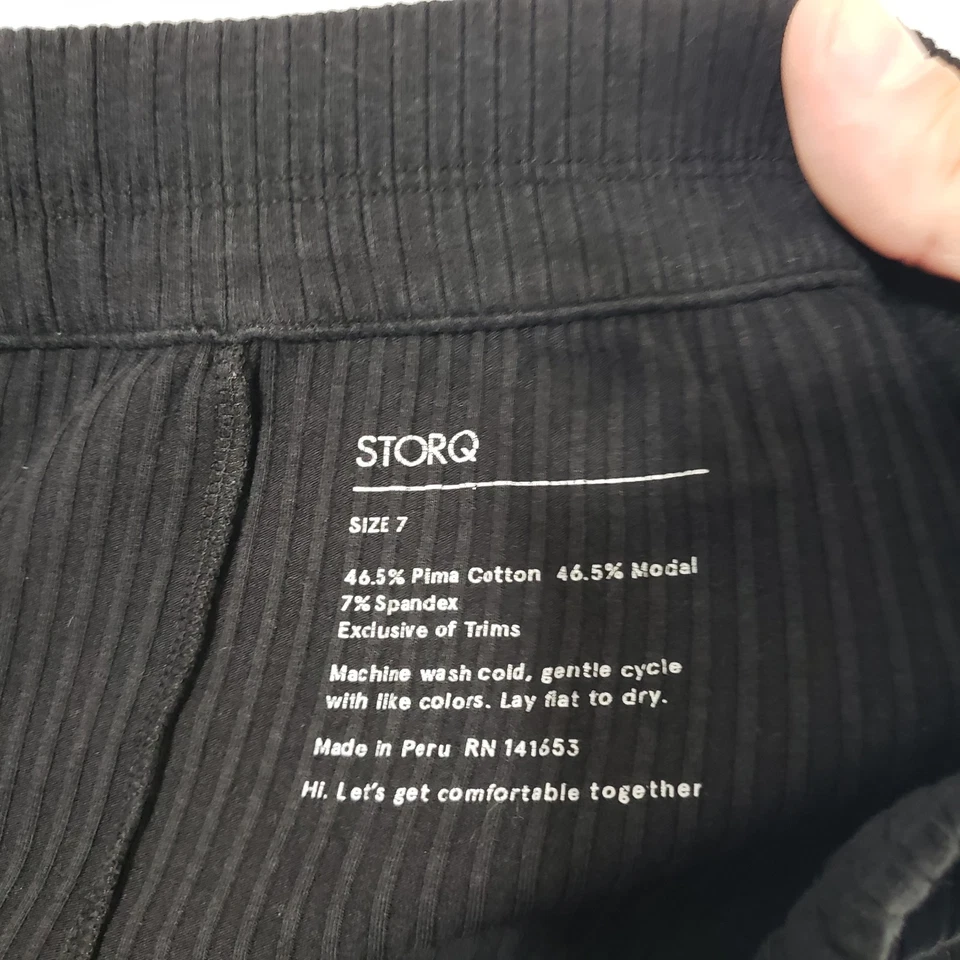 STORQ
SIZE 7
46.5% Pima Cotton 46.5% Modal
7% Spandex
Exclusive of Trims
Machine wash cold, gentle cycle
with like colors. Lay flat to dry.
Made in Peru RN 141653
Hi. Let's get comfortable together